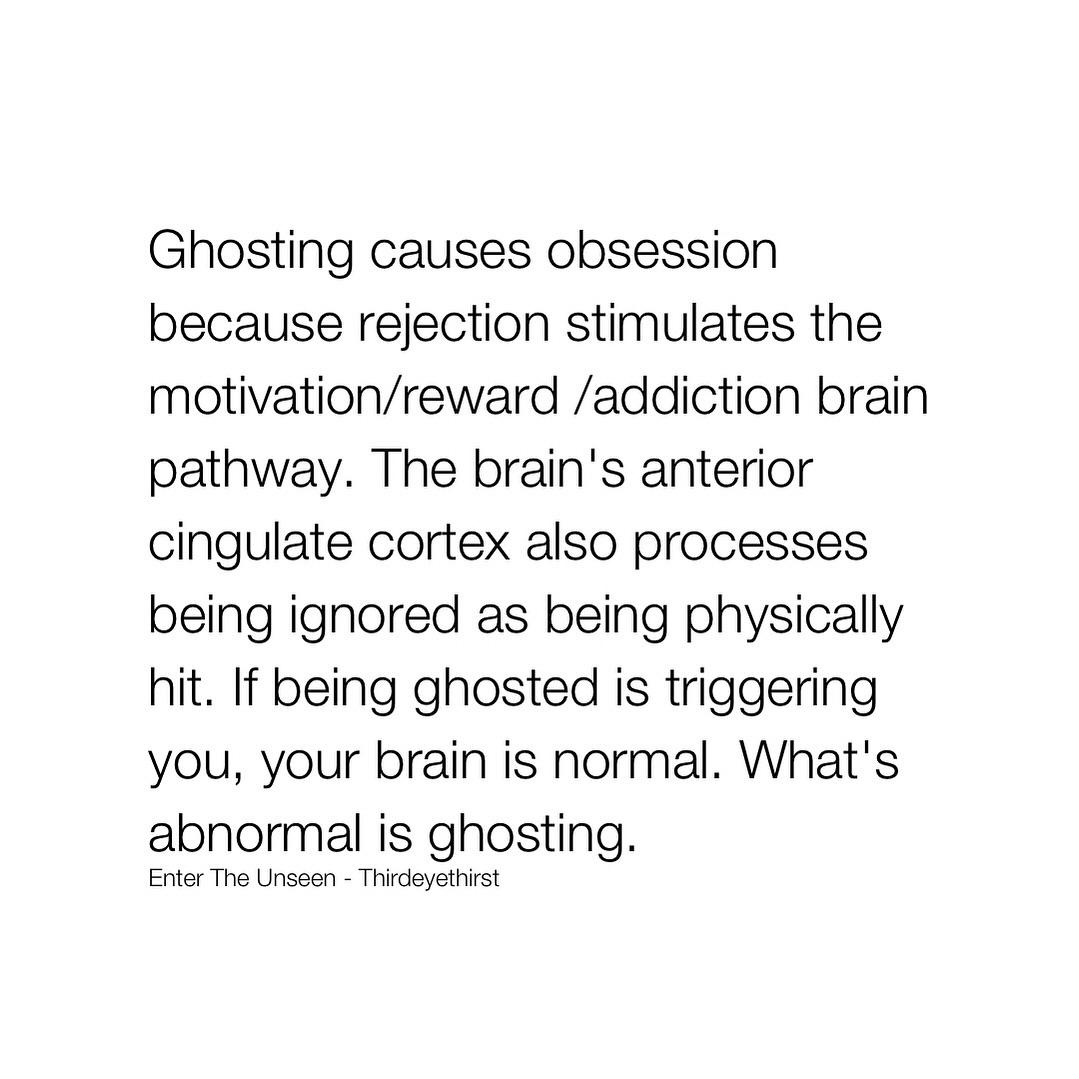 Ghosting causes obsession
because rejection stimulates the
motivation/reward /addiction brain
pathway. The brain's anterior
cingulate cortex also processes
being ignored as being physically
hit. If being ghosted is triggering
you, your brain is normal. What's
abnormal is ghosting.
Enter The Unseen - Thirdeyethirst